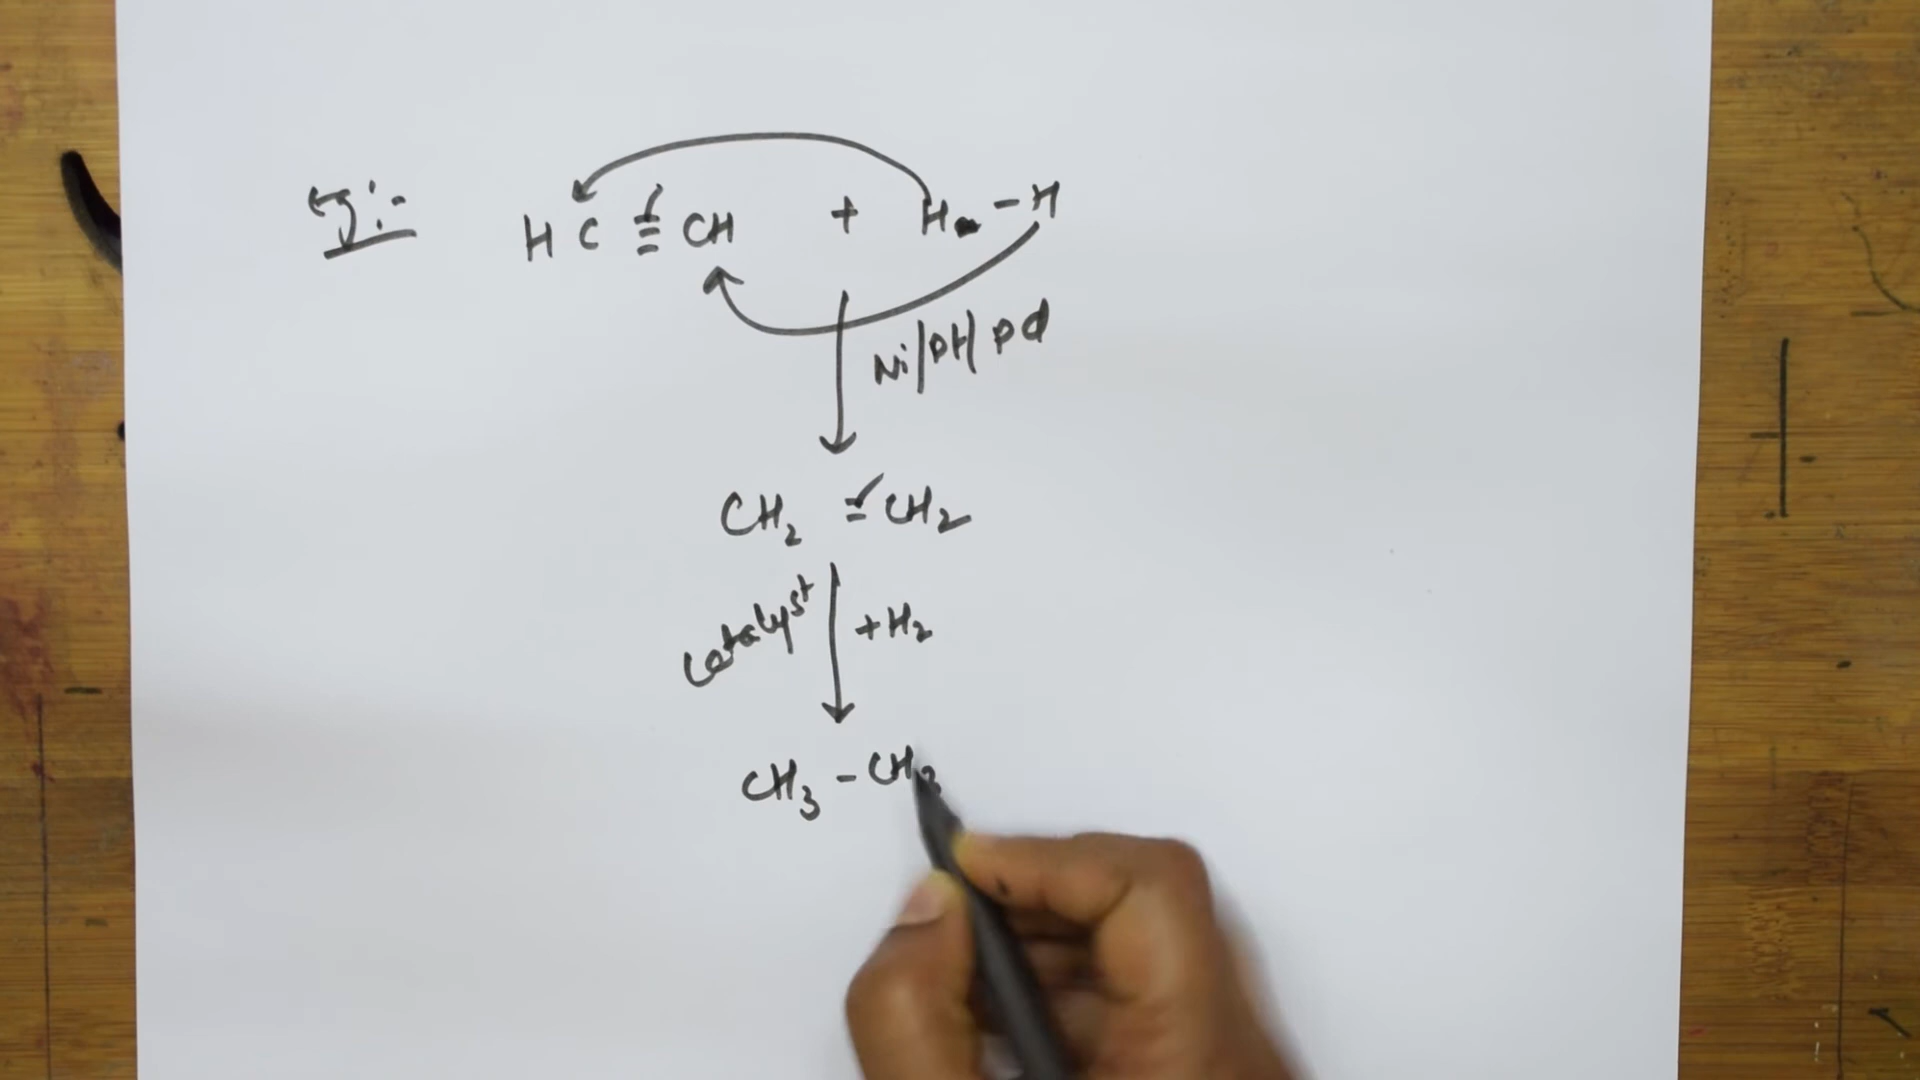 Eg:-
HC ≡ CH + H - H
Ni/Pt/Pd
CH₂ = CH₂
Catalyst +H₂
CH₃ - CH₃